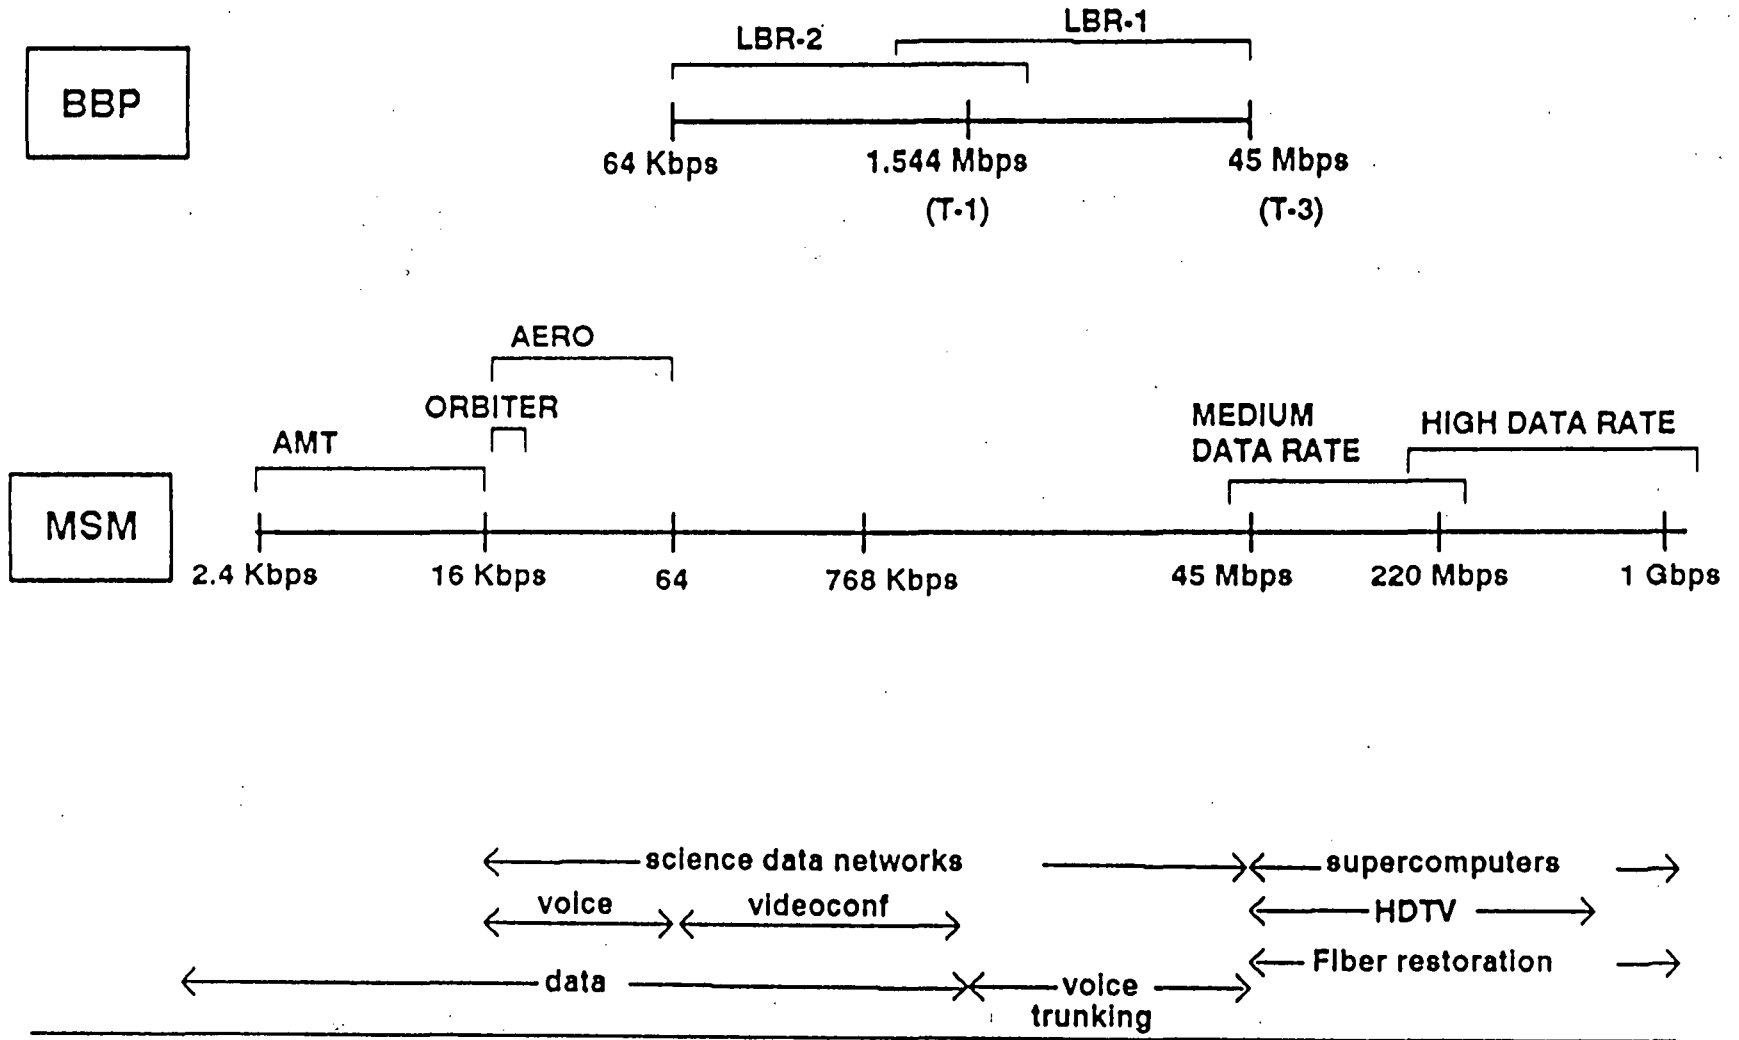 LBR-1
LBR-2
BBP
64 Kbps
1.544 Mbps
45 Mbps
(T-1)
(T-3)
AERO
ORBITER
AMT
MEDIUM
DATA RATE
HIGH DATA RATE
MSM
2.4 Kbps
16 Kbps
64
768 Kbps
45 Mbps
220 Mbps
1 Gbps
science data networks
supercomputers
voice
videoconf
HDTV
Fiber restoration
data
voice
trunking